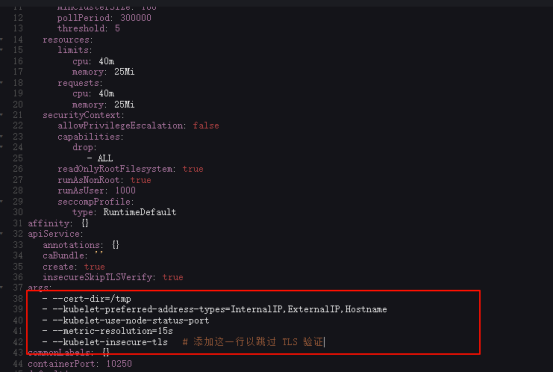 11 minClusterSize: 100
12 pollPeriod: 300000
13 threshold: 5
14 resources:
15 limits:
16 cpu: 40m
17 memory: 25Mi
18 requests:
19 cpu: 40m
20 memory: 25Mi
21 securityContext:
22 allowPrivilegeEscalation: false
23 capabilities:
24 drop:
25 - ALL
26 readOnlyRootFilesystem: true
27 runAsNonRoot: true
28 runAsUser: 1000
29 seccompProfile:
30 type: RuntimeDefault
31 affinity: {}
32 apiService:
33 annotations: {}
34 caBundle: ''
35 create: true
36 insecureSkipTLSVerify: true
37 args:
38 - --cert-dir=/tmp
39 - --kubelet-preferred-address-types=InternalIP,ExternalIP,Hostname
40 - --kubelet-use-node-status-port
41 - --metric-resolution=15s
42 - --kubelet-insecure-tls # 添加这一行以跳过 TLS 验证
43 commonLabels: {}
44 containerPort: 10250